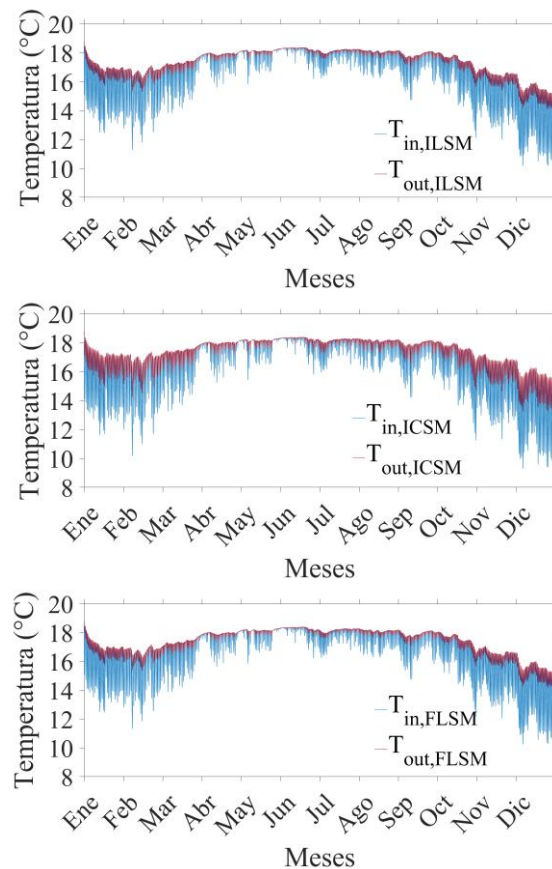 20
18
16
14
12
10
8
Temperatura (°C)
T_in,ILSM
T_out,ILSM
Ene Feb Mar Abr May Jun Jul Ago Sep Oct Nov Dic
Meses
20
18
16
14
12
10
8
Temperatura (°C)
T_in,ICSM
T_out,ICSM
Ene Feb Mar Abr May Jun Jul Ago Sep Oct Nov Dic
Meses
20
18
16
14
12
10
8
Temperatura (°C)
T_in,FLSM
T_out,FLSM
Ene Feb Mar Abr May Jun Jul Ago Sep Oct Nov Dic
Meses